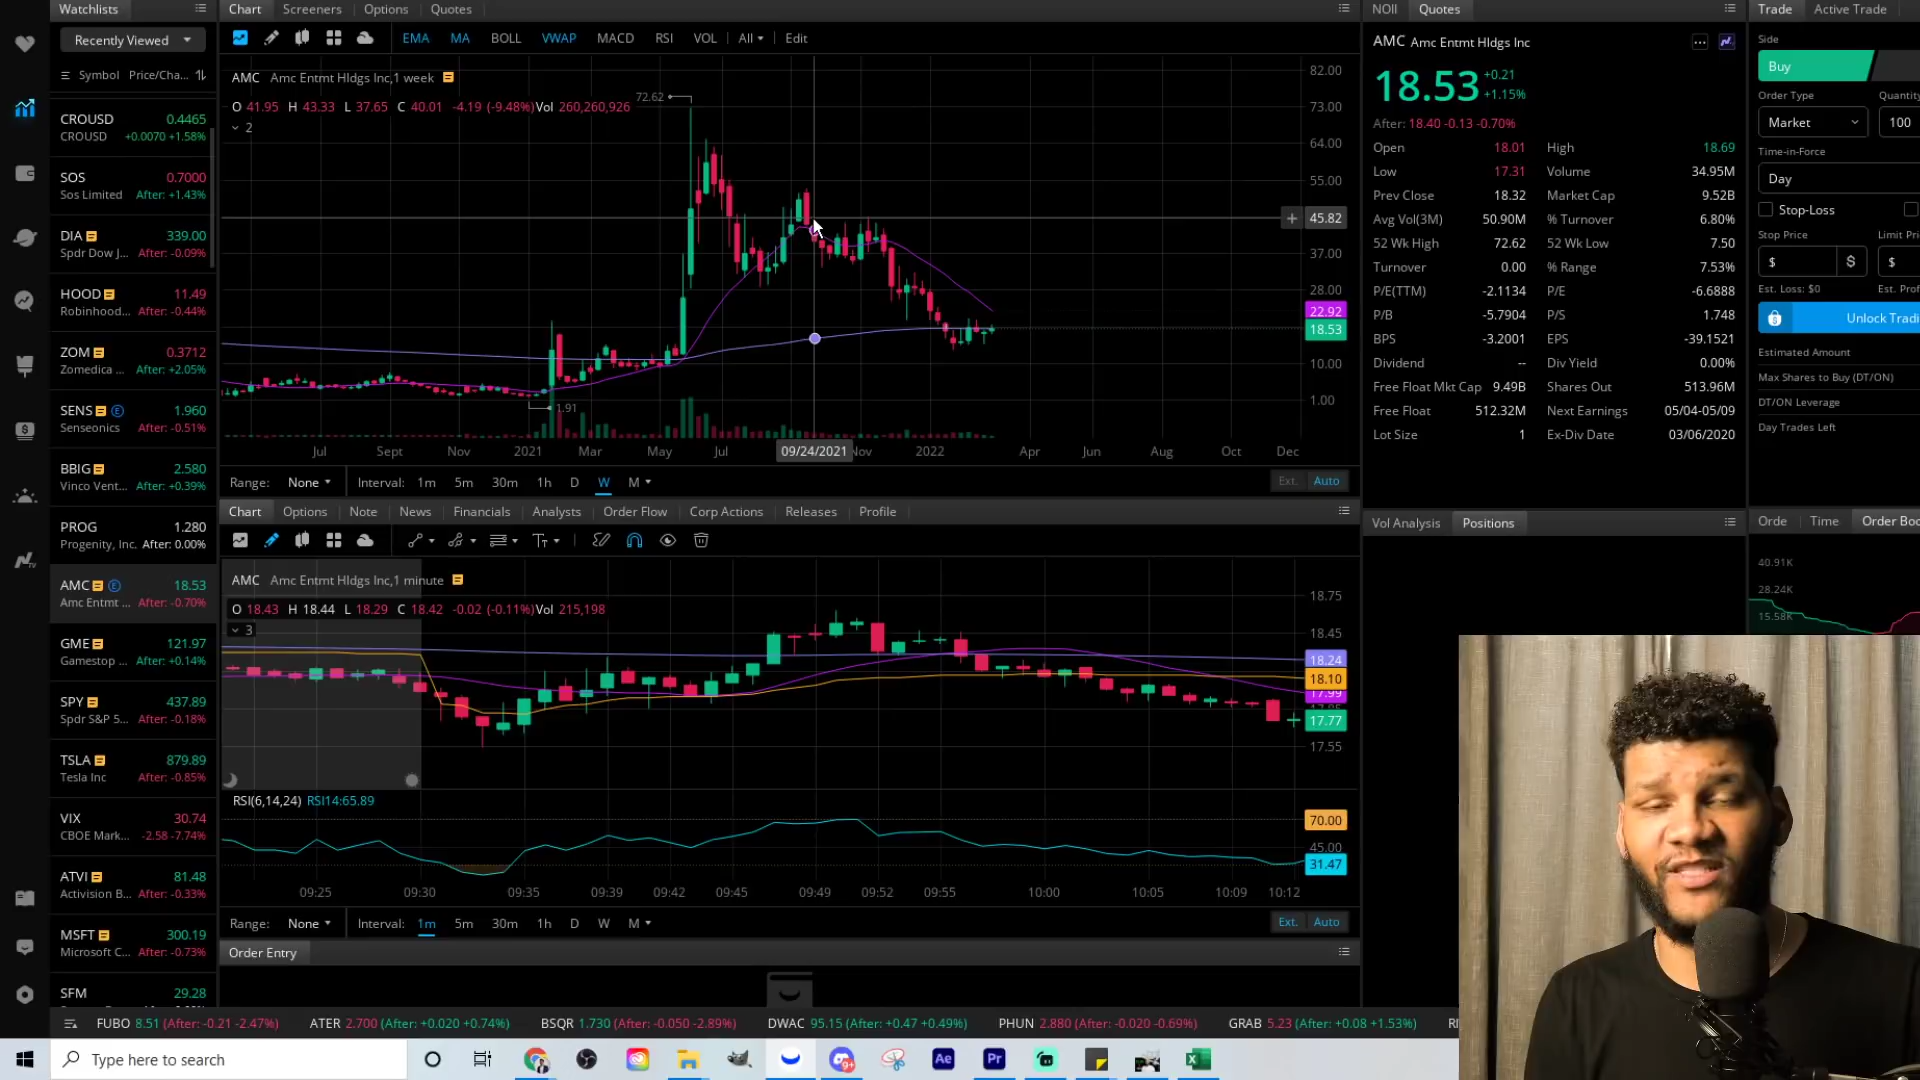 Watchlists
Recently Viewed
Symbol Price/Cha...
CROUSD 0.4465
CROUSD +0.0070 +1.58%
SOS 0.7000
Sos Limited After: +1.43%
DIA 339.00
Spdr Dow J... After: -0.09%
HOOD 11.49
Robinhood... After: -0.44%
ZOM 0.3712
Zomedica ... After: +2.05%
SENS E 1.960
Senseonics After: -0.51%
BBIG 2.580
Vinco Vent... After: +0.39%
PROG 1.280
Progenity, Inc. After: 0.00%
AMC E 18.53
Amc Entmt ... After: -0.70%
GME 121.97
Gamestop ... After: +0.14%
SPY 437.89
Spdr S&P 5... After: -0.18%
TSLA 879.89
Tesla Inc After: -0.85%
VIX 30.74
CBOE Mark... -2.58 -7.74%
ATVI 81.48
Activision B... After: -0.33%
MSFT 300.19
Microsoft C... After: -0.73%
SFM 29.28
Chart Screeners Options Quotes
EMA MA BOLL VWAP MACD RSI VOL All Edit
AMC Amc Entmt Hldgs Inc,1 week
O 41.95 H 43.33 L 37.65 C 40.01 -4.19 (-9.48%) Vol 260,260,926
2
72.62
1.91
82.00
73.00
64.00
55.00
45.82
37.00
28.00
22.92
18.53
10.00
1.00
Jul Sept Nov 2021 Mar May Jul 09/24/2021 Nov 2022 Apr Jun Aug Oct Dec
Range: None Interval: 1m 5m 30m 1h D W M Ext. Auto
Chart Options Note News Financials Analysts Order Flow Corp Actions Releases Profile
AMC Amc Entmt Hldgs Inc,1 minute
O 18.43 H 18.44 L 18.29 C 18.42 -0.02 (-0.11%) Vol 215,198
3
18.75
18.45
18.24
18.10
17.99
17.77
17.55
RSI(6,14,24) RSI14:65.89
70.00
45.00
31.47
09:25 09:30 09:35 09:39 09:42 09:45 09:49 09:52 09:55 10:00 10:05 10:09 10:12
Range: None Interval: 1m 5m 30m 1h D W M Ext. Auto
Order Entry
NOII Quotes
AMC Amc Entmt Hldgs Inc
18.53 +0.21
+1.15%
After: 18.40 -0.13 -0.70%
Open 18.01 High 18.69
Low 17.31 Volume 34.95M
Prev Close 18.32 Market Cap 9.52B
Avg Vol(3M) 50.90M % Turnover 6.80%
52 Wk High 72.62 52 Wk Low 7.50
Turnover 0.00 % Range 7.53%
P/E(TTM) -2.1134 P/E -6.6888
P/B -5.7904 P/S 1.748
BPS -3.2001 EPS -39.1521
Dividend -- Div Yield 0.00%
Free Float Mkt Cap 9.49B Shares Out 513.96M
Free Float 512.32M Next Earnings 05/04-05/09
Lot Size 1 Ex-Div Date 03/06/2020
Vol Analysis Positions
Trade Active Trade
Side
Buy
Order Type Quantity
Market 100
Time-in-Force
Day
Stop-Loss
Stop Price Limit Pri
$ $ $
Est. Loss: $0 Est. Prof
Unlock Tradi
Estimated Amount
Max Shares to Buy (DT/ON)
DT/ON Leverage
Day Trades Left
Orde Time Order Boo
40.91K
28.24K
15.58K
FUBO 8.51 (After: -0.21 -2.47%) ATER 2.700 (After: +0.020 +0.74%) BSQR 1.730 (After: -0.050 -2.89%) DWAC 95.15 (After: +0.47 +0.49%) PHUN 2.880 (After: -0.020 -0.69%) GRAB 5.23 (After: +0.08 +1.53%)
Type here to search
Ae Pr